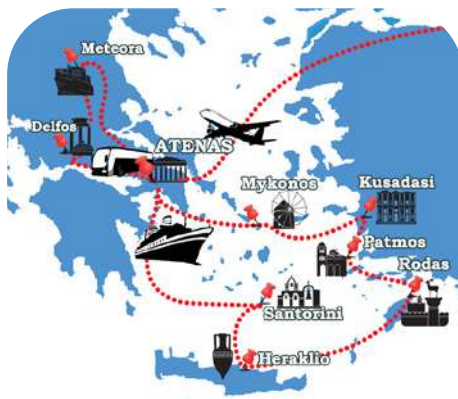 Meteora
Delfos
ATENAS
Mykonos
Kusadasi
Patmos
Rodas
Santorini
Heraklio